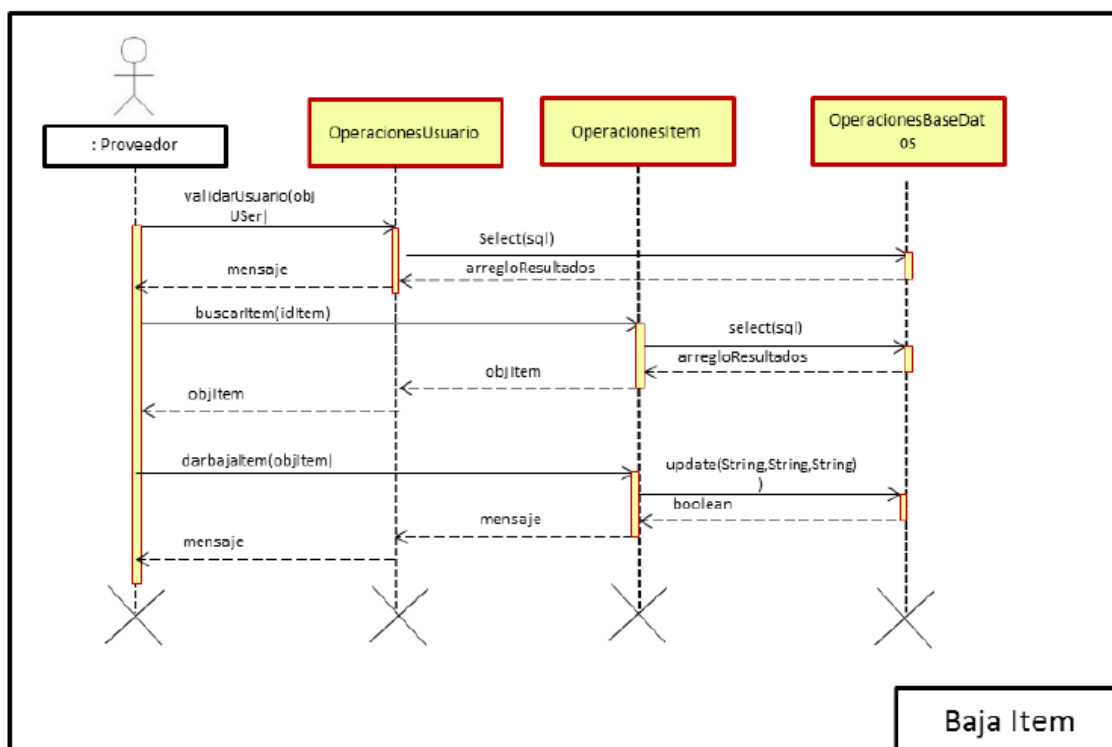 : Proveedor
OperacionesUsuario
OperacionesItem
OperacionesBaseDat
os
validarUsuario(obj
USer)
Select(sql)
arregloResultados
mensaje
buscarItem(idItem)
select(sql)
arregloResultados
objItem
objItem
darbajaItem(objItem)
update(String,String,String)
)
boolean
mensaje
mensaje
Baja Item